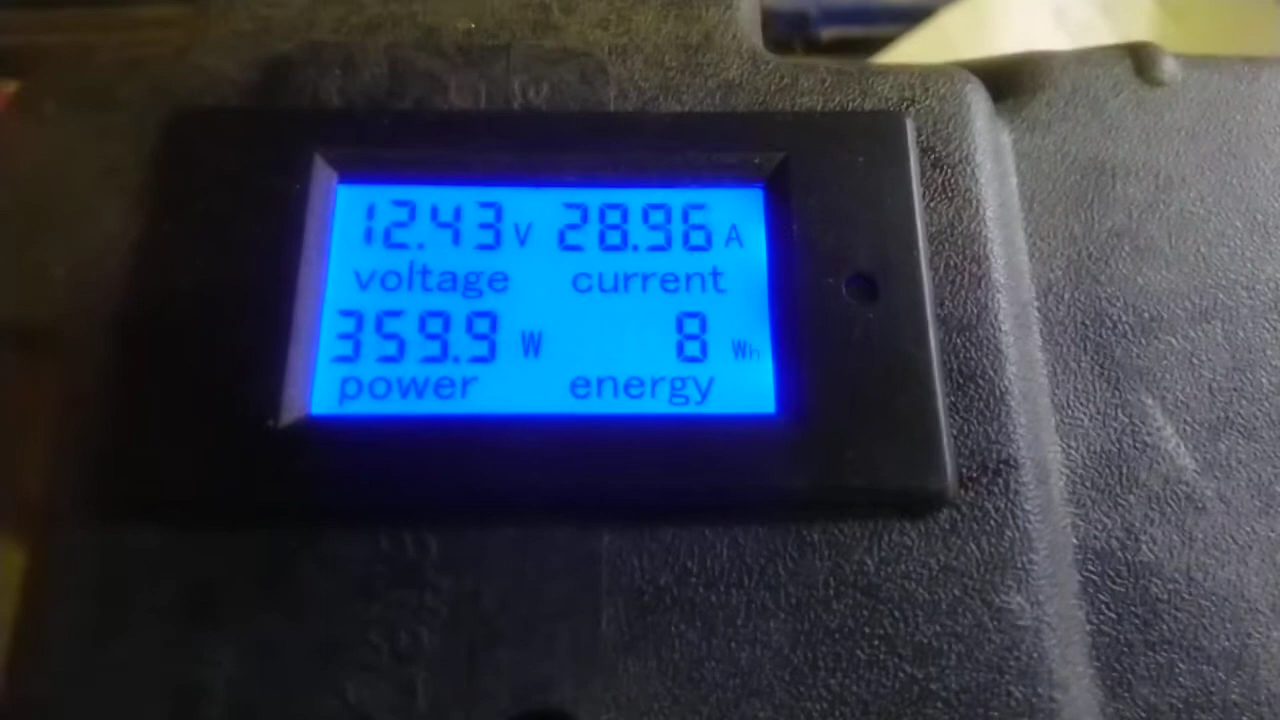 12.43 V 28.96 A
voltage current
359.9 W 8 Wh
power energy